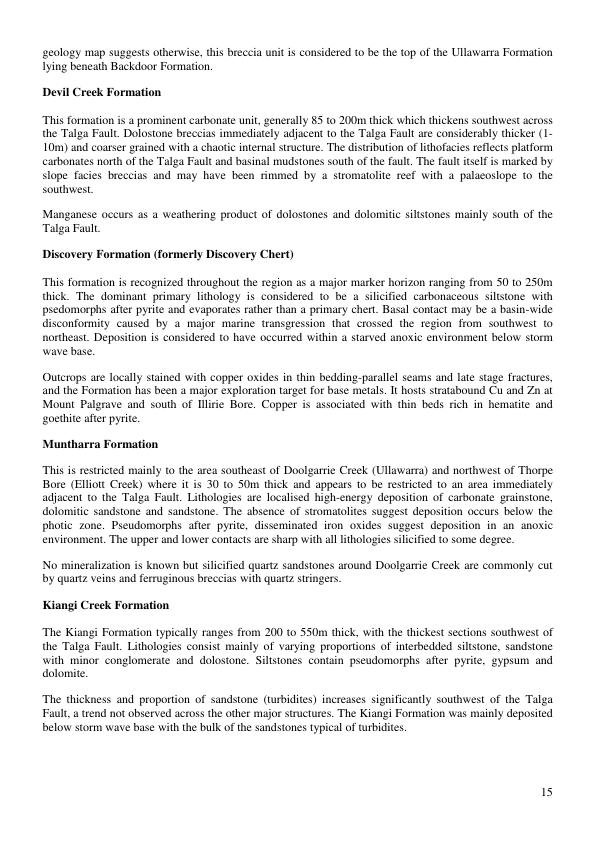 geology map suggests otherwise, this breccia unit is considered to be the top of the Ullawarra Formation
lying beneath Backdoor Formation.
Devil Creek Formation
This formation is a prominent carbonate unit, generally 85 to 200m thick which thickens southwest across
the Talga Fault. Dolostone breccias immediately adjacent to the Talga Fault are considerably thicker (1-
10m) and coarser grained with a chaotic internal structure. The distribution of lithofacies reflects platform
carbonates north of the Talga Fault and basinal mudstones south of the fault. The fault itself is marked by
slope facies breccias and may have been rimmed by a stromatolite reef with a palaeoslope to the
southwest.
Manganese occurs as a weathering product of dolostones and dolomitic siltstones mainly south of the
Talga Fault.
Discovery Formation (formerly Discovery Chert)
This formation is recognized throughout the region as a major marker horizon ranging from 50 to 250m
thick. The dominant primary lithology is considered to be a silicified carbonaceous siltstone with
psedomorphs after pyrite and evaporates rather than a primary chert. Basal contact may be a basin-wide
disconformity caused by a major marine transgression that crossed the region from southwest to
northeast. Deposition is considered to have occurred within a starved anoxic environment below storm
wave base.
Outcrops are locally stained with copper oxides in thin bedding-parallel seams and late stage fractures,
and the Formation has been a major exploration target for base metals. It hosts stratabound Cu and Zn at
Mount Palgrave and south of Illirie Bore. Copper is associated with thin beds rich in hematite and
goethite after pyrite.
Muntharra Formation
This is restricted mainly to the area southeast of Doolgarrie Creek (Ullawarra) and northwest of Thorpe
Bore (Elliott Creek) where it is 30 to 50m thick and appears to be restricted to an area immediately
adjacent to the Talga Fault. Lithologies are localised high-energy deposition of carbonate grainstone,
dolomitic sandstone and sandstone. The absence of stromatolites suggest deposition occurs below the
photic zone. Pseudomorphs after pyrite, disseminated iron oxides suggest deposition in an anoxic
environment. The upper and lower contacts are sharp with all lithologies silicified to some degree.
No mineralization is known but silicified quartz sandstones around Doolgarrie Creek are commonly cut
by quartz veins and ferruginous breccias with quartz stringers.
Kiangi Creek Formation
The Kiangi Formation typically ranges from 200 to 550m thick, with the thickest sections southwest of
the Talga Fault. Lithologies consist mainly of varying proportions of interbedded siltstone, sandstone
with minor conglomerate and dolostone. Siltstones contain pseudomorphs after pyrite, gypsum and
dolomite.
The thickness and proportion of sandstone (turbidites) increases significantly southwest of the Talga
Fault, a trend not observed across the other major structures. The Kiangi Formation was mainly deposited
below storm wave base with the bulk of the sandstones typical of turbidites.
15